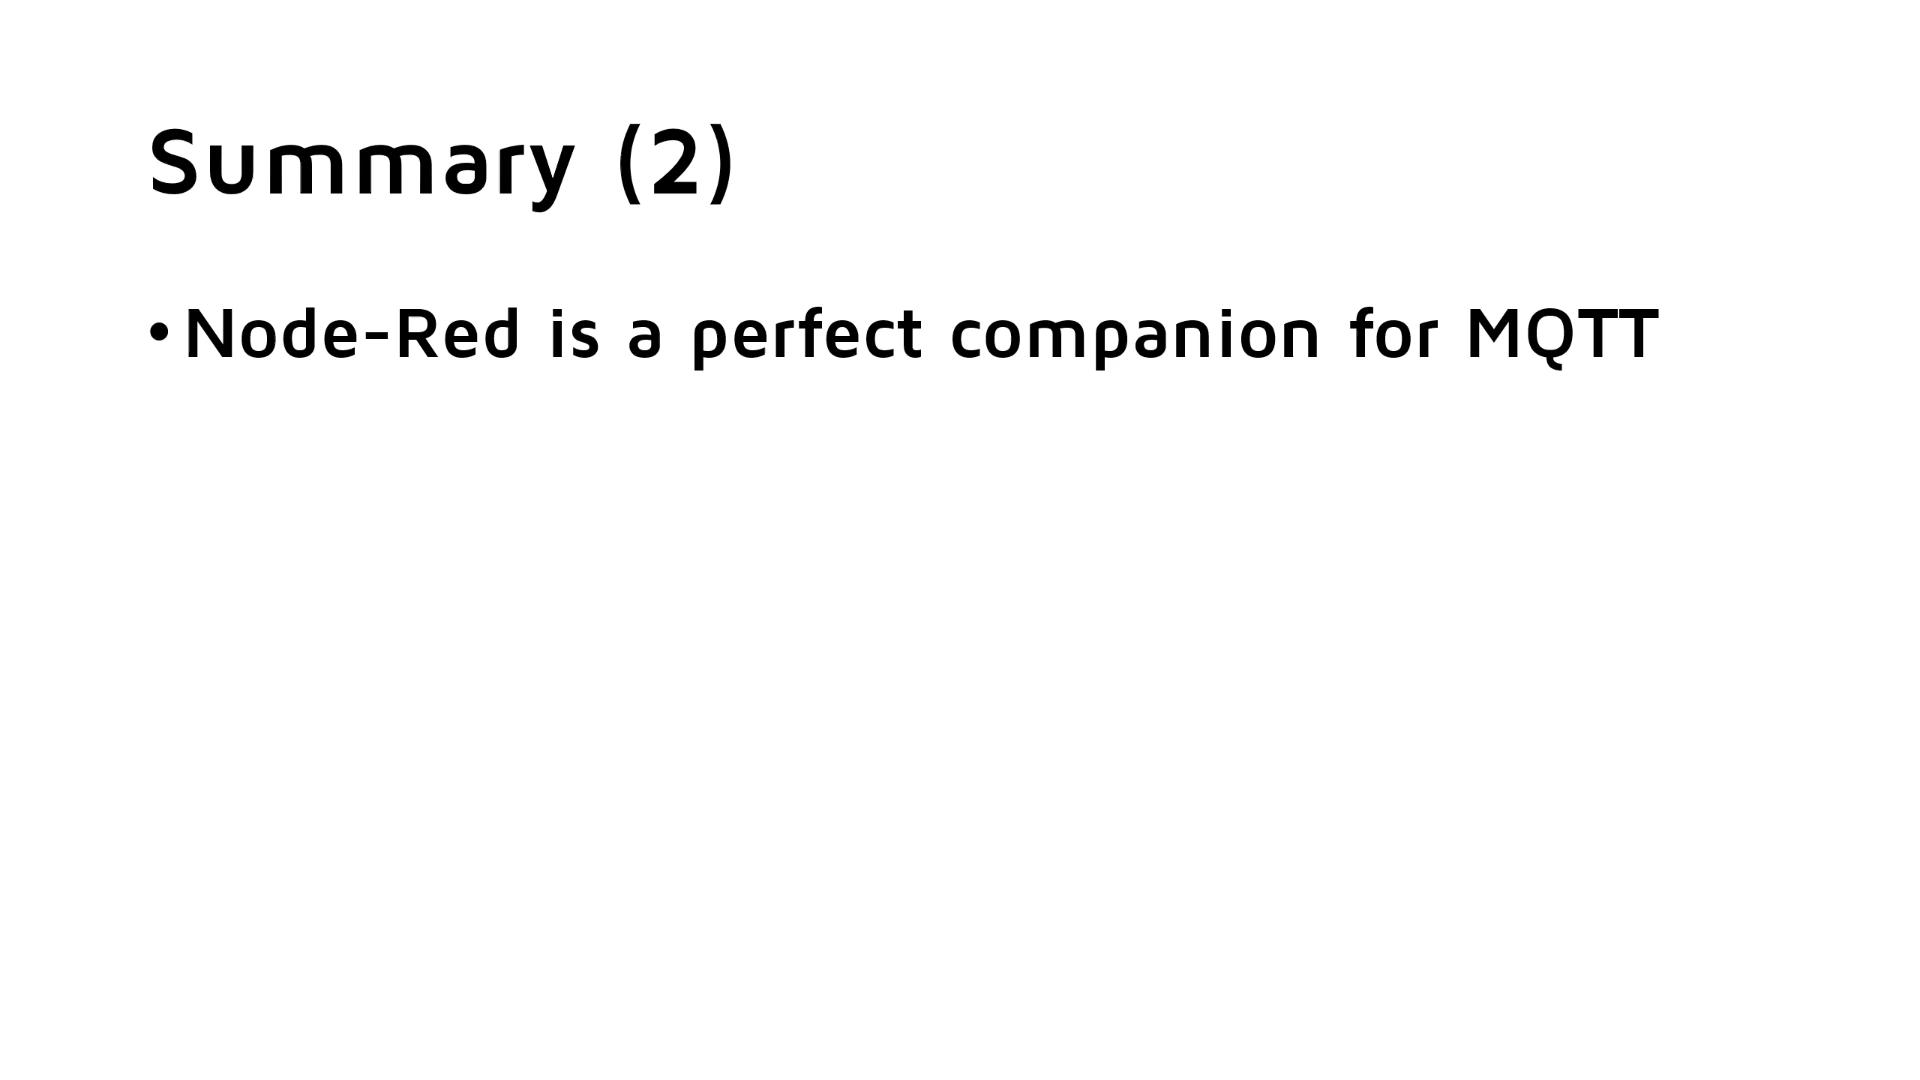 Summary (2)
• Node-Red is a perfect companion for MQTT